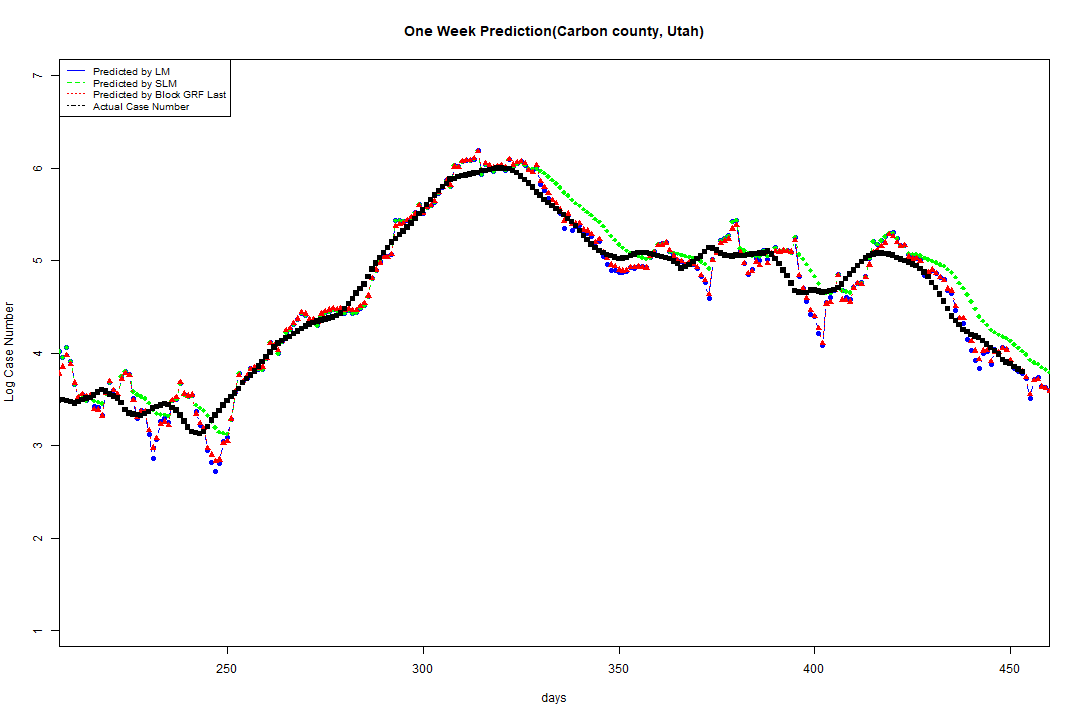 One Week Prediction(Carbon county, Utah)
Predicted by LM
Predicted by SLM
Predicted by Block GRF Last
Actual Case Number
7
6
5
4
3
2
1
Log Case Number
250 300 350 400 450
days